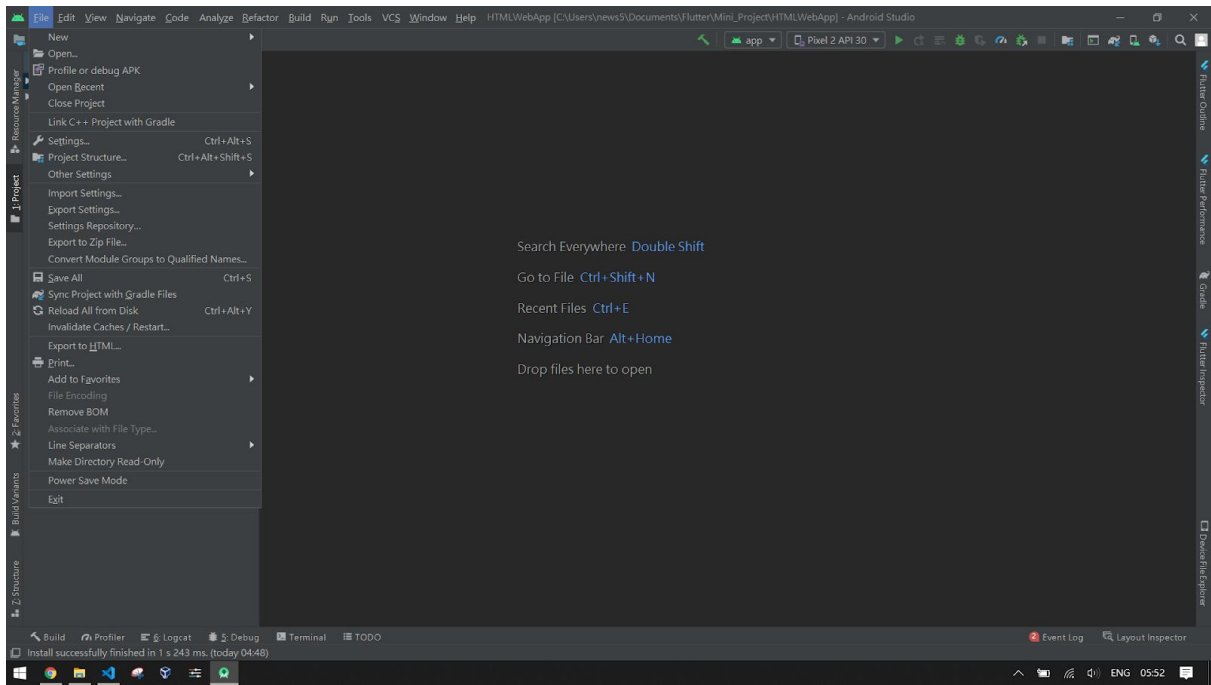 File Edit View Navigate Code Analyze Refactor Build Run Tools VCS Window Help HTMLWebApp [C:\Users\news5\Documents\Flutter\Mini_Project\HTMLWebApp] - Android Studio
app Pixel 2 API 30
New
Open...
Profile or debug APK
Open Recent
Close Project
Link C++ Project with Gradle
Settings... Ctrl+Alt+S
Project Structure... Ctrl+Alt+Shift+S
Other Settings
Import Settings...
Export Settings...
Settings Repository...
Export to Zip File...
Convert Module Groups to Qualified Names...
Save All Ctrl+S
Sync Project with Gradle Files
Reload All from Disk Ctrl+Alt+Y
Invalidate Caches / Restart...
Export to HTML...
Print...
Add to Favorites
File Encoding
Remove BOM
Associate with File Type...
Line Separators
Make Directory Read-Only
Power Save Mode
Exit
Resource Manager
1: Project
2: Favorites
Build Variants
7: Structure
Search Everywhere Double Shift
Go to File Ctrl+Shift+N
Recent Files Ctrl+E
Navigation Bar Alt+Home
Drop files here to open
Flutter Outline
Flutter Performance
Gradle
Flutter Inspector
Device File Explorer
Build Profiler 6: Logcat 5: Debug Terminal TODO 2 Event Log Layout Inspector
Install successfully finished in 1 s 243 ms. (today 04:48)
ENG 05:52